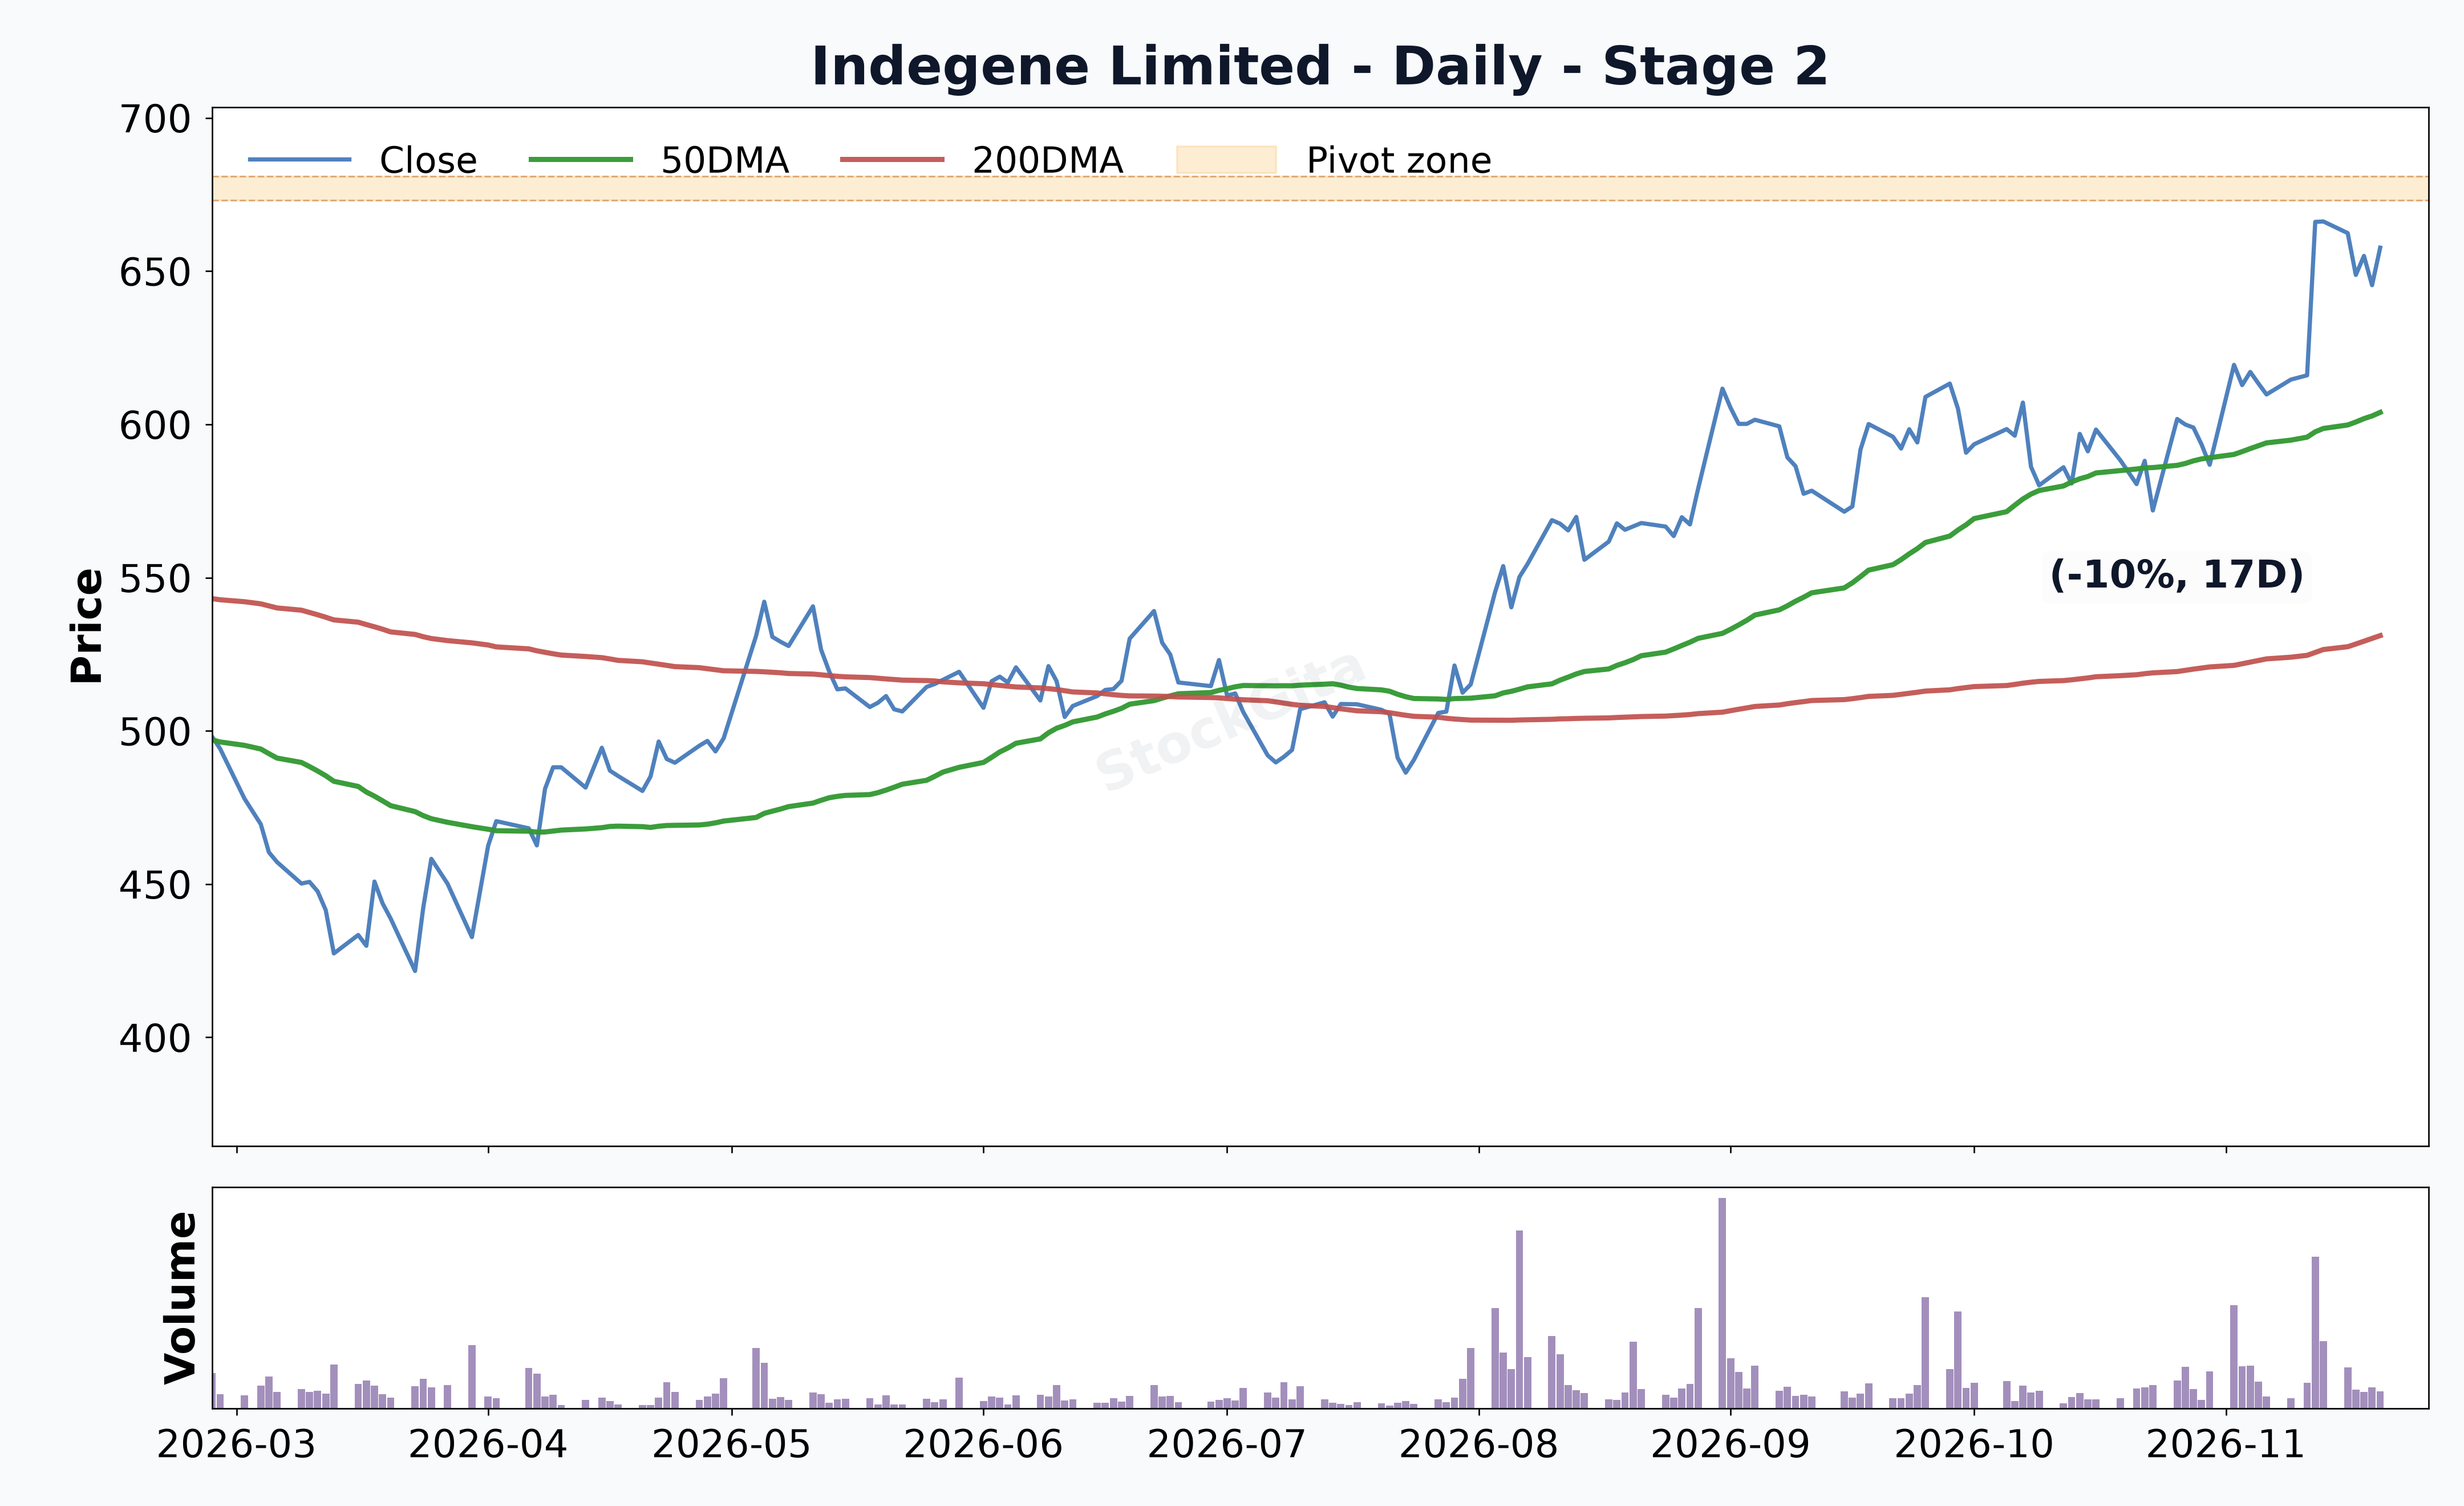 Indegene Limited - Daily - Stage 2
Close 50DMA 200DMA Pivot zone
700
650
600
550
500
450
400
Price
(-10%, 17D)
StockGita
Volume
2026-03 2026-04 2026-05 2026-06 2026-07 2026-08 2026-09 2026-10 2026-11